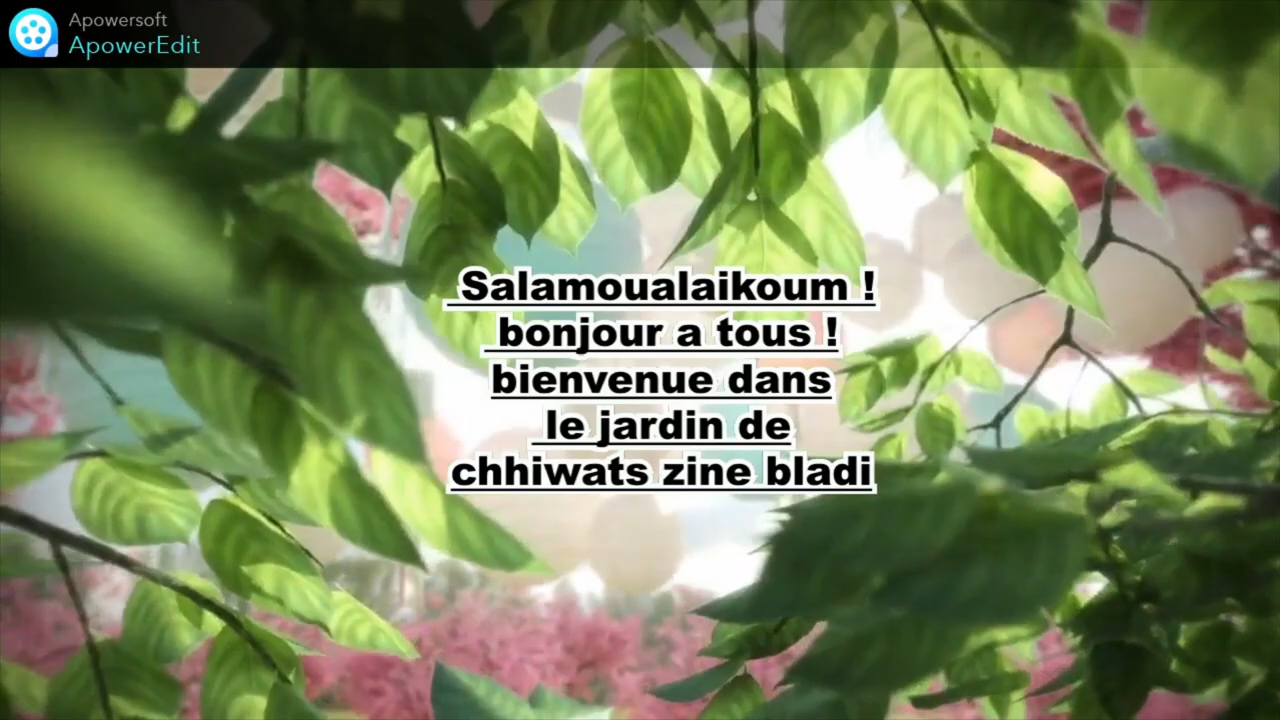 Apowersoft
ApowerEdit
Salamoualaikoum !
bonjour a tous !
bienvenue dans
le jardin de
chhiwats zine bladi